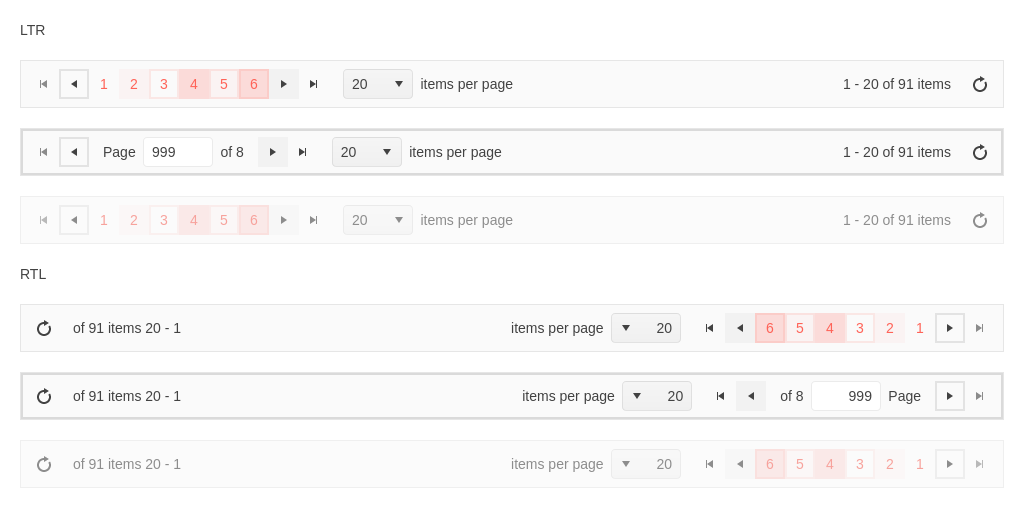 LTR
1 2 3 4 5 6 20 items per page 1 - 20 of 91 items
Page 999 of 8 20 items per page 1 - 20 of 91 items
1 2 3 4 5 6 20 items per page 1 - 20 of 91 items
RTL
of 91 items 20 - 1 items per page 20 6 5 4 3 2 1
of 91 items 20 - 1 items per page 20 of 8 999 Page
of 91 items 20 - 1 items per page 20 6 5 4 3 2 1